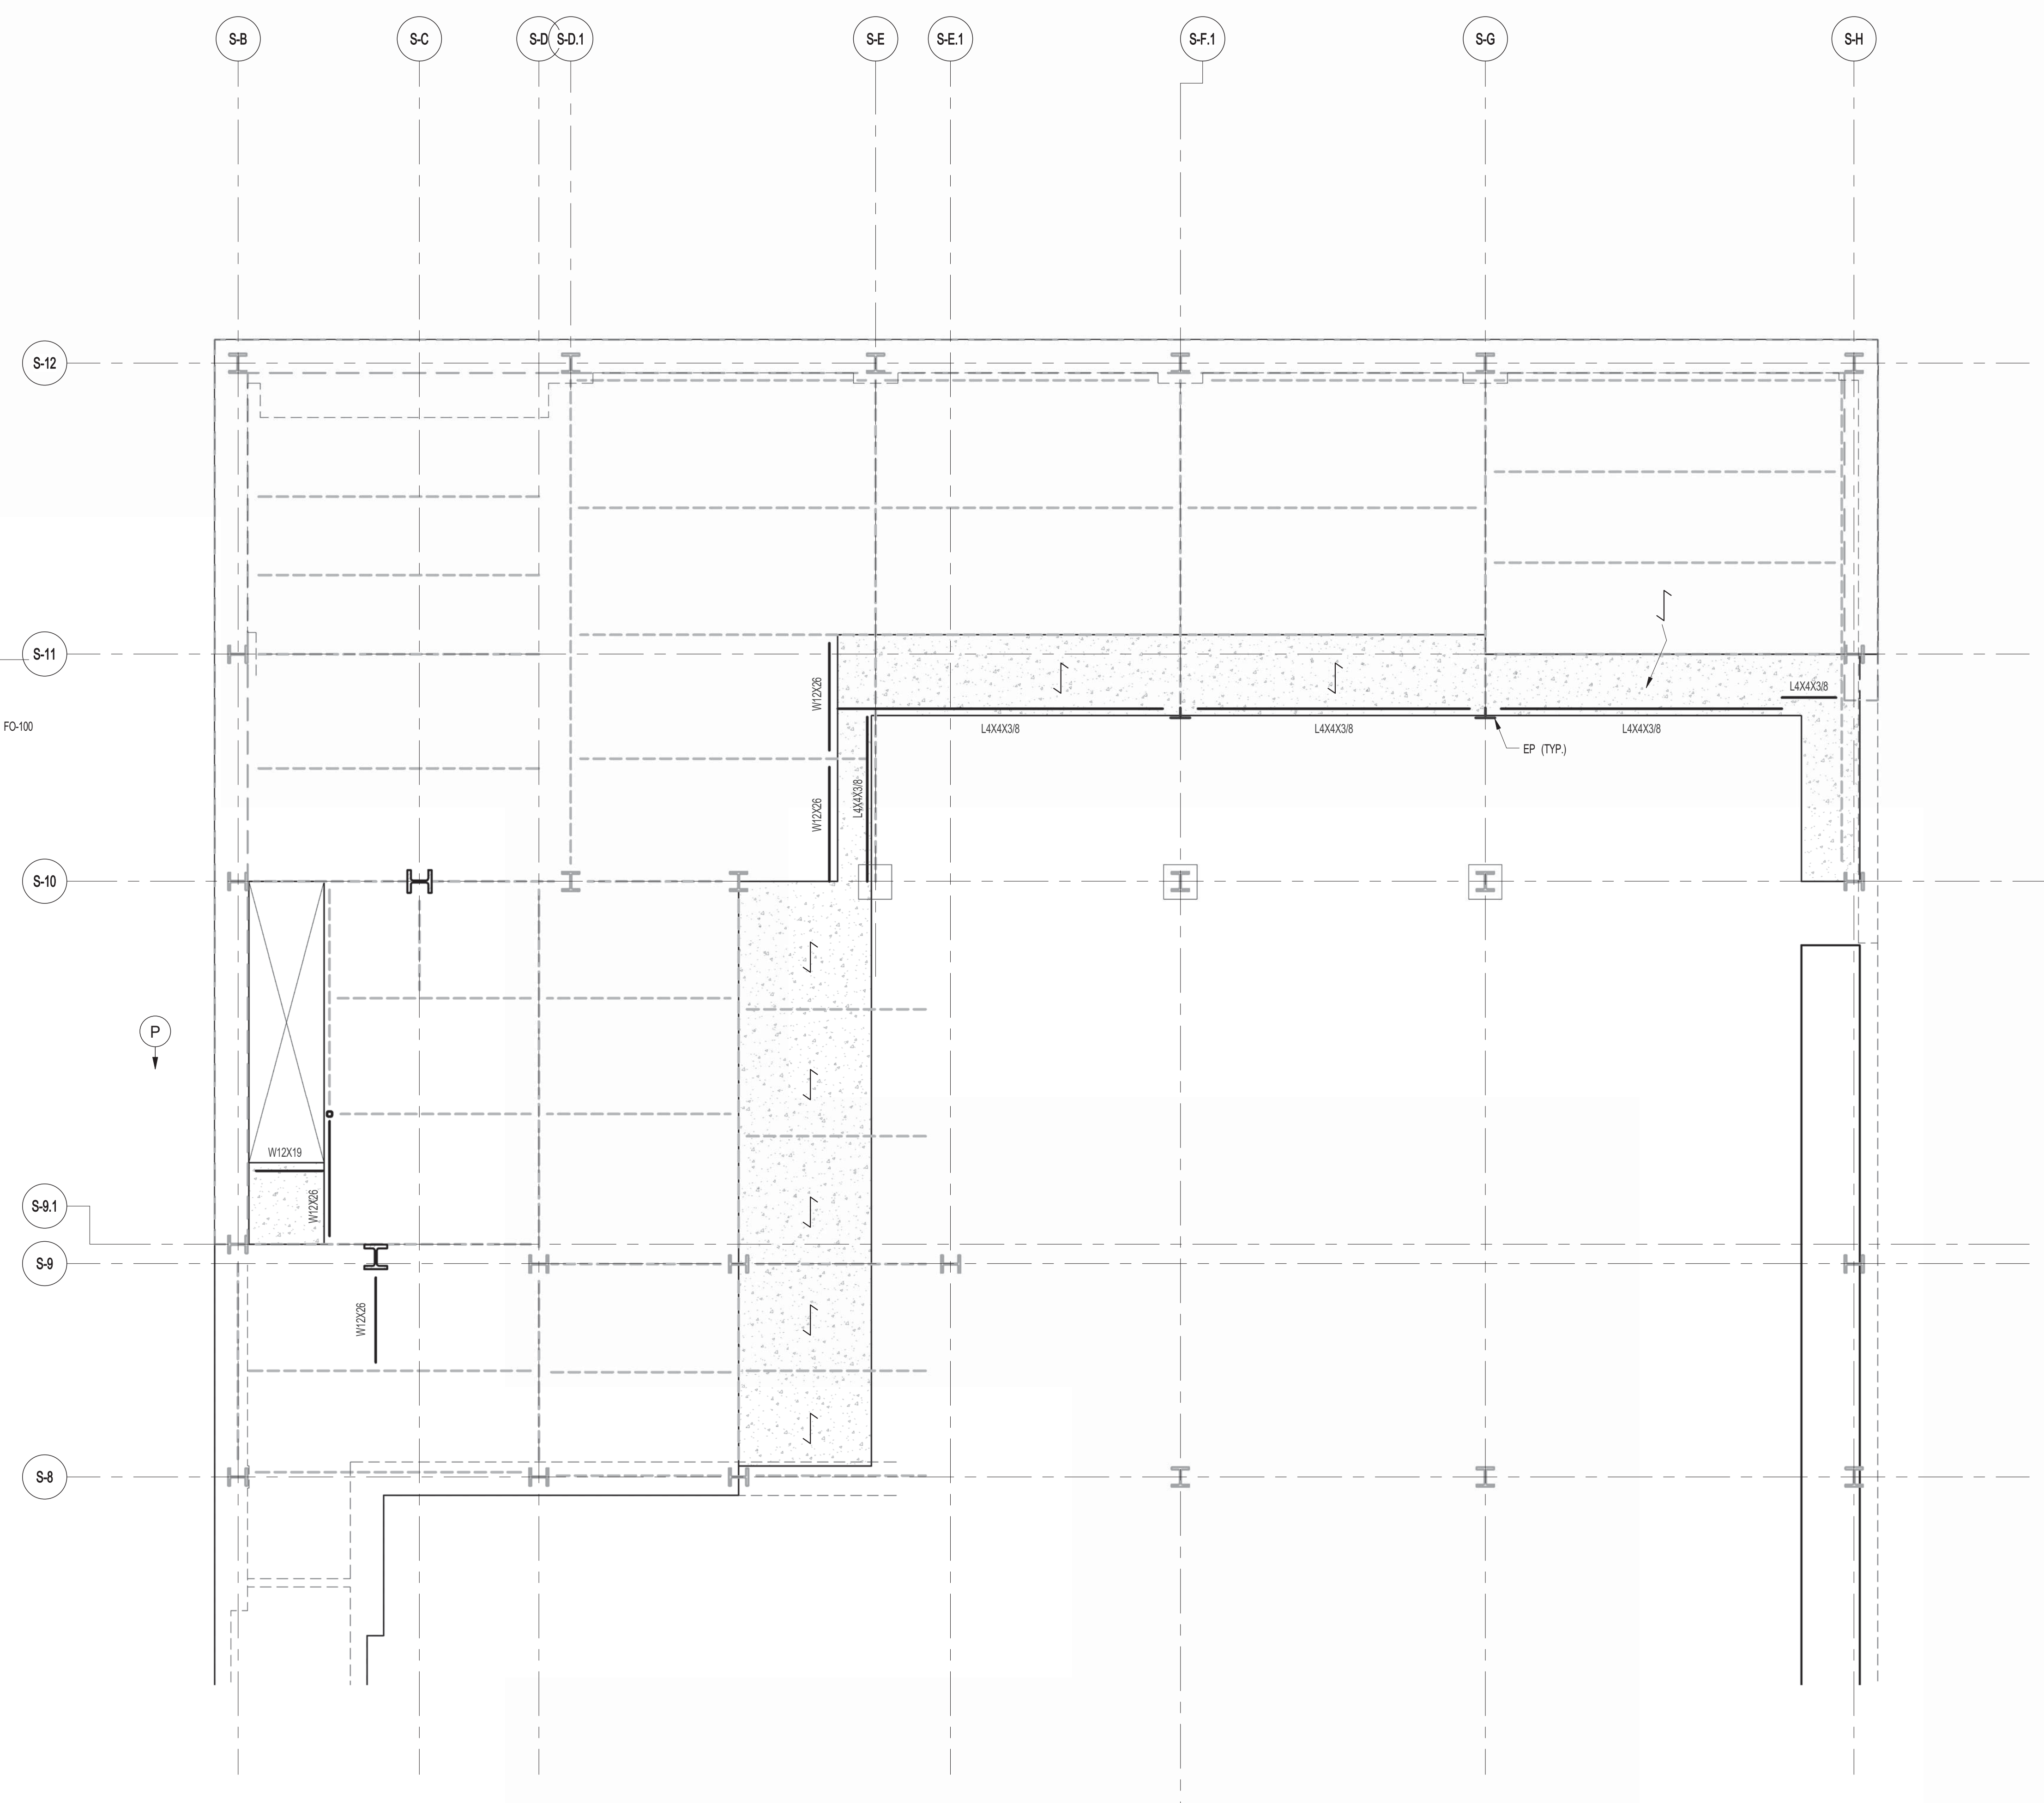 S-B
S-C
S-D
S-D.1
S-E
S-E.1
S-F.1
S-G
S-H
S-12
S-11
W12X26
L4X4X3/8
FO-100
L4X4X3/8
L4X4X3/8
L4X4X3/8
EP (TYP.)
W12X26
L4X4X3/8
S-10
P
W12X19
W12X26
S-9.1
S-9
W12X26
S-8